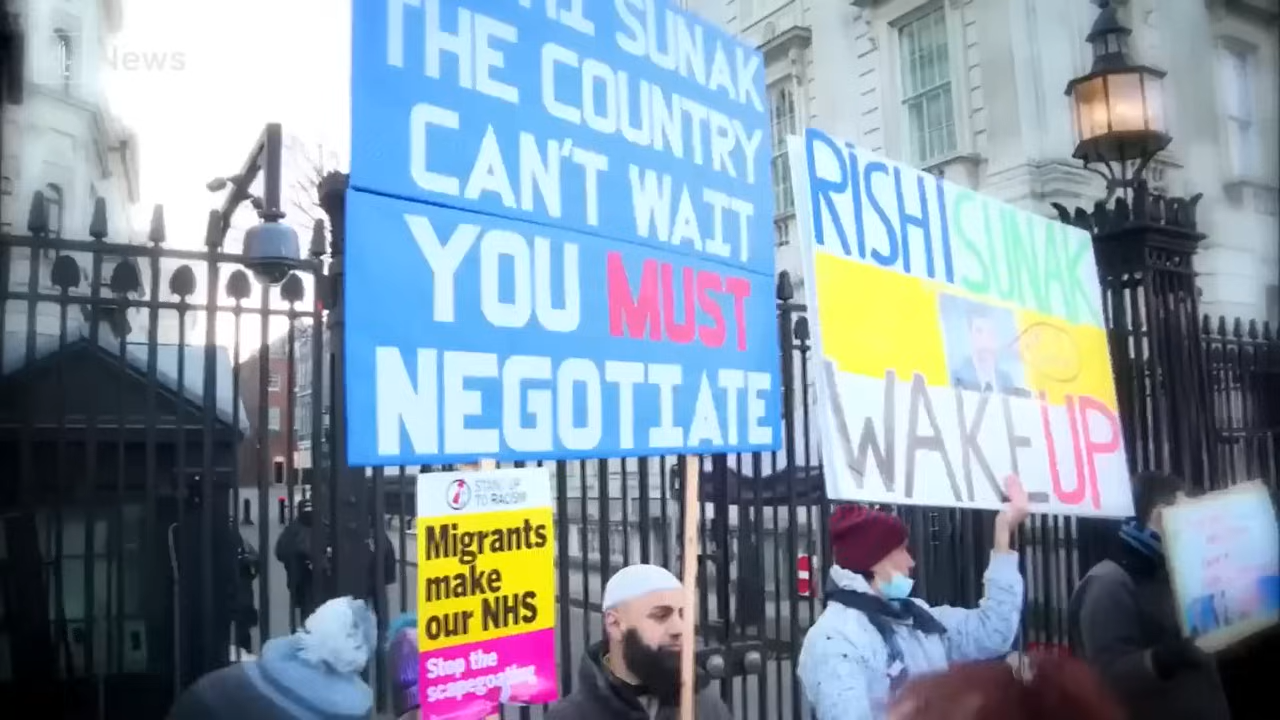 News
HI SUNAK
THE COUNTRY
CAN'T WAIT
YOU MUST
NEGOTIATE
RISHI SUNAK
WAKE UP
STAND UP
TO RACISM
Migrants
make
our NHS
Stop the
scapegoating